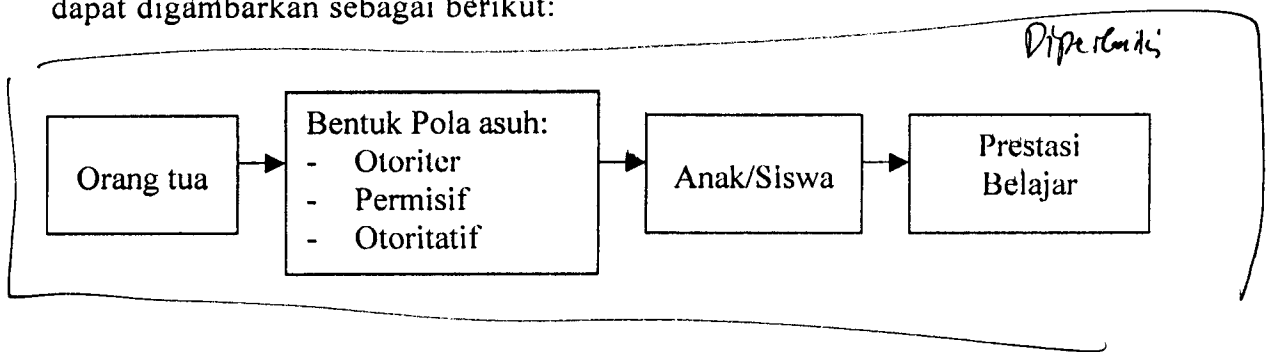 dapat digambarkan sebagai berikut:
Orang tua
Bentuk Pola asuh:
- Otoriter
- Permisif
- Otoritatif
Anak/Siswa
Prestasi
Belajar